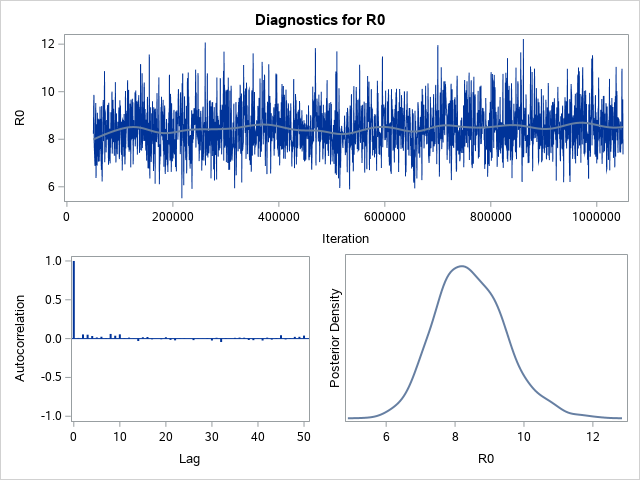 Diagnostics for R0
12
10
8
6
R0
0 200000 400000 600000 800000 1000000
Iteration
1.0
0.5
0.0
-0.5
-1.0
Autocorrelation
0 10 20 30 40 50
Lag
Posterior Density
6 8 10 12
R0